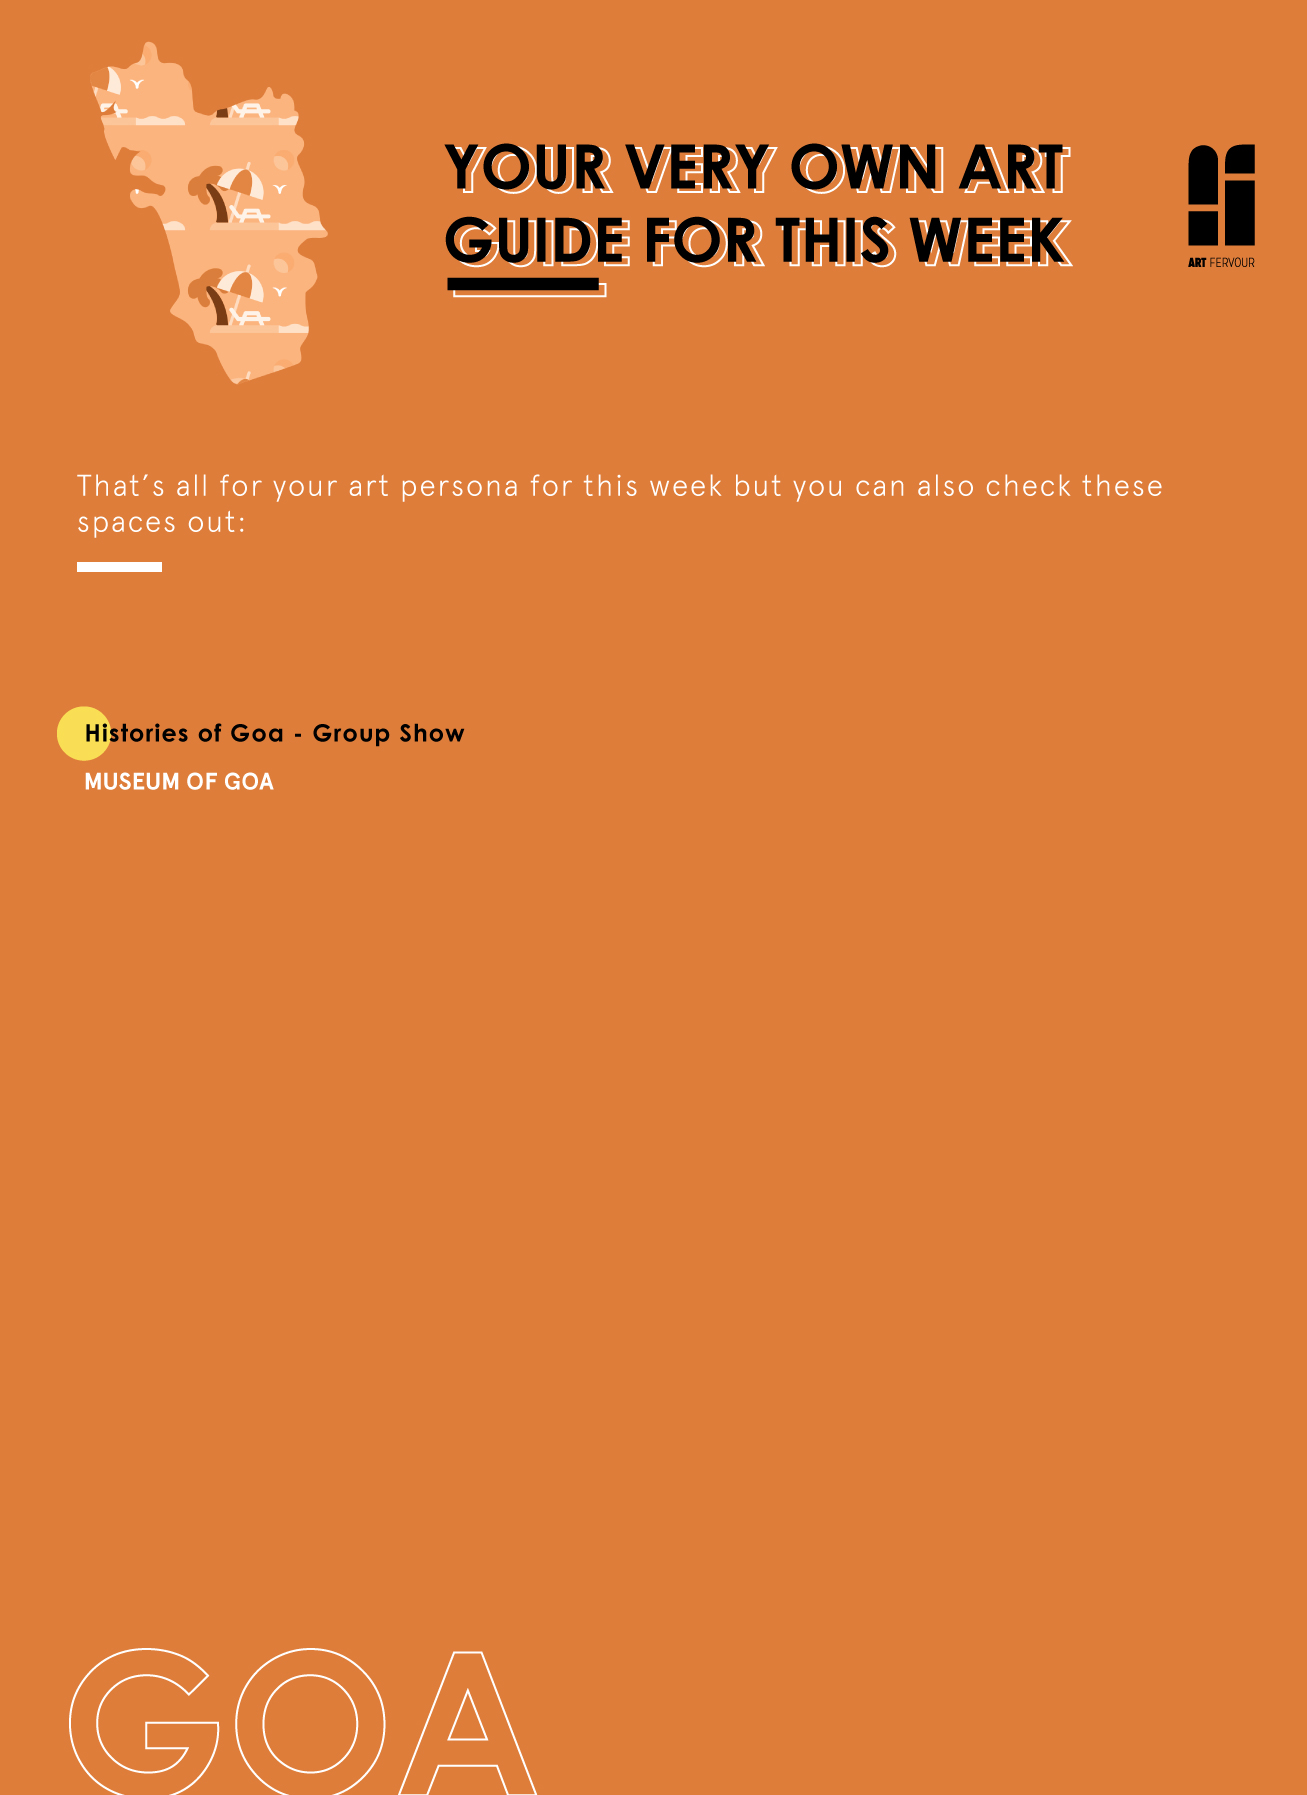 YOUR VERY OWN ART
GUIDE FOR THIS WEEK
ART FERVOUR
That´s all for your art persona for this week but you can also check these
spaces out:
Histories of Goa - Group Show
MUSEUM OF GOA
GOA